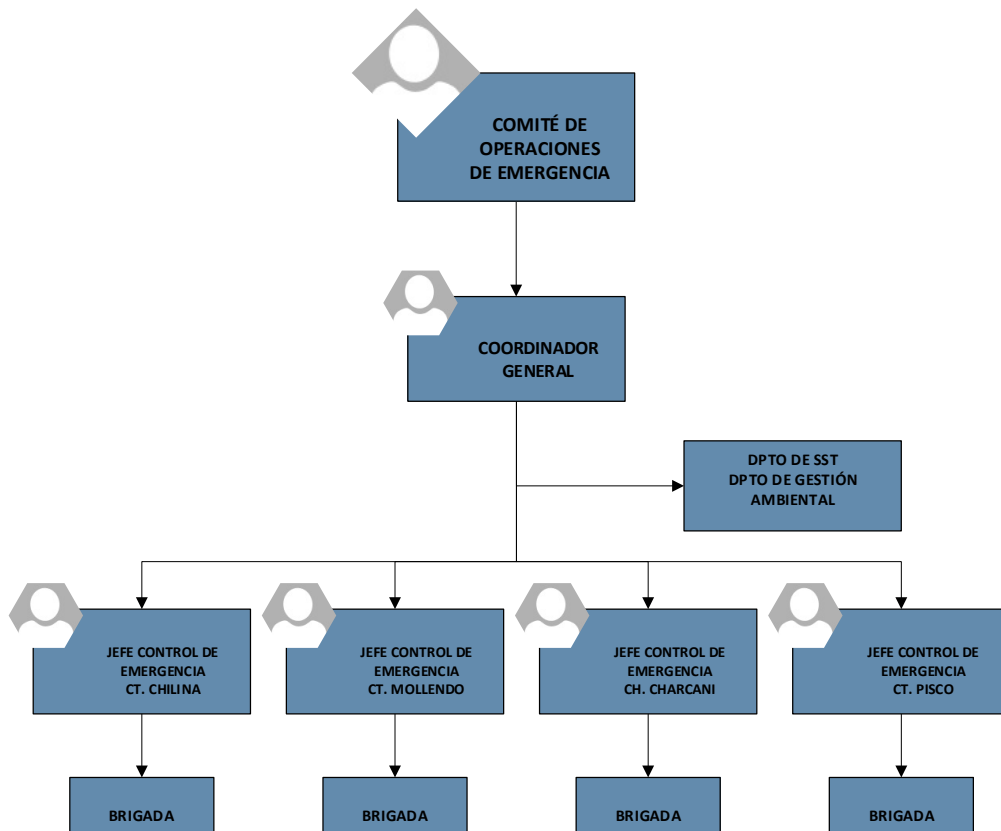 COMITÉ DE
OPERACIONES
DE EMERGENCIA
COORDINADOR
GENERAL
DPTO DE SST
DPTO DE GESTIÓN
AMBIENTAL
JEFE CONTROL DE
EMERGENCIA
CT. CHILINA
JEFE CONTROL DE
EMERGENCIA
CT. MOLLENDO
JEFE CONTROL DE
EMERGENCIA
CH. CHARCANI
JEFE CONTROL DE
EMERGENCIA
CT. PISCO
BRIGADA
BRIGADA
BRIGADA
BRIGADA